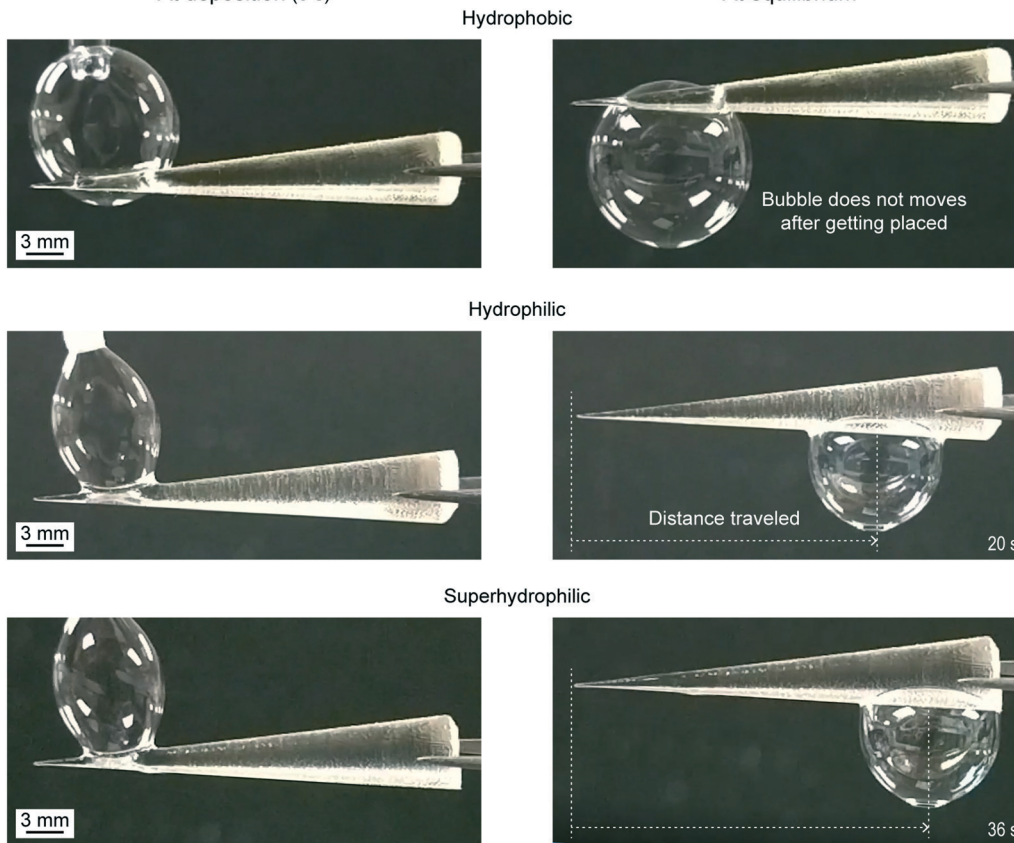 Hydrophobic
3 mm
Bubble does not moves
after getting placed
Hydrophilic
3 mm
Distance traveled
20 s
Superhydrophilic
3 mm
36 s